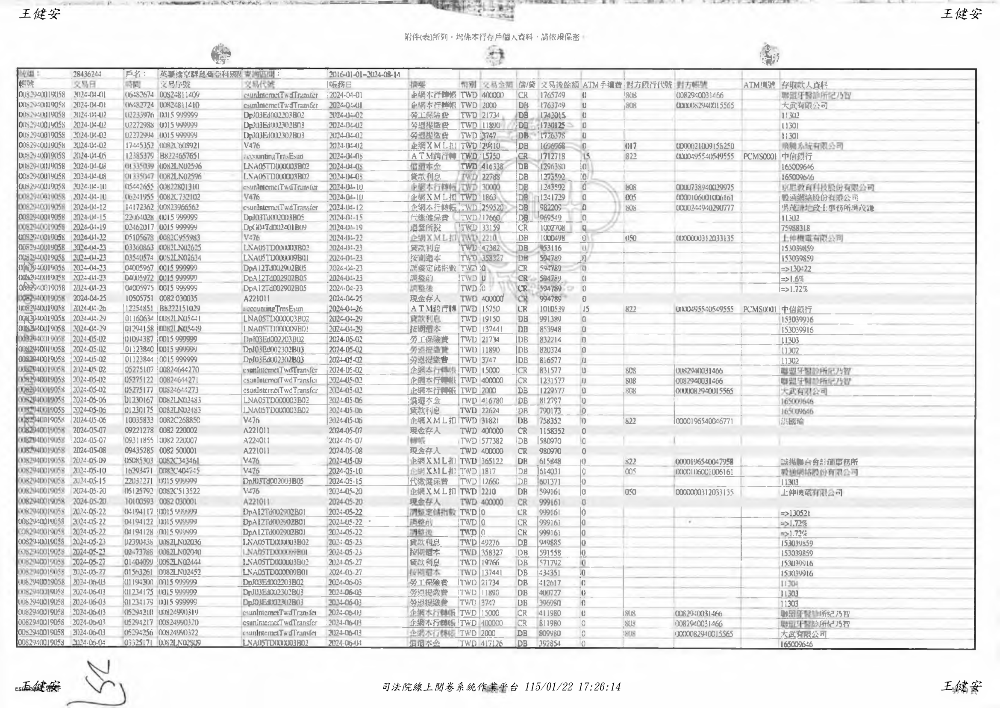 王健安 王健安
附件(表)所列,均係本行存戶個人資料,請依規保密。
統編: 28436244 戶名: 查詢區間: 2016-01-01~2024-08-14
帳號 交易日 時間 交易序號 交易代號 帳務日 摘要 幣別 交易金額 借/貸 交易後餘額 ATM手續費 對方銀行代號 對方帳號 ATM機號 存取款人資料
0082940019058 2024-04-01 06482674 00824811409 esunInternetTwdTransfer 2024-04-01 企網本行轉帳 TWD 400000 CR 1765749 0 808 0082940031466 聯盟牙醫診所紀乃智
0082940019058 2024-04-01 06482724 00824811410 esunInternetTwdTransfer 2024-04-01 企網本行轉帳 TWD 2000 DB 1763749 0 808 0000082940015565 大武有限公司
0082940019058 2024-04-02 02233976 0015 999999 DpJ03Ed002203B02 2024-04-02 勞工保險費 TWD 21734 DB 1742015 0 11302
0082940019058 2024-04-02 02272988 0015 999999 DpJ03Ed002302B03 2024-04-02 勞退提繳費 TWD 11890 DB 1730125 0 11301
0082940019058 2024-04-02 02272994 0015 999999 DpJ03Ed002302B03 2024-04-02 勞退提繳費 TWD 3747 DB 1726378 0 11301
0082940019058 2024-04-02 17445352 0082C608921 V476 2024-04-02 企網XML扣 TWD 29410 DB 1696968 0 017 0000021009158250 系統有限公司
0082940019058 2024-04-05 12385379 B8224657651 accountingTrnsEsun 2024-04-08 ATM跨行轉 TWD 15750 CR 1712718 15 822 0000495540549555 PCMS0001 中信銀行
0082940019058 2024-04-08 01335039 0082LN02596 LNA05TD000003B02 2024-04-08 償還本金 TWD 416338 DB 1296380 0 165009646
0082940019058 2024-04-08 01335047 0082LN02596 LNA05TD000003B02 2024-04-08 貸款利息 TWD 22788 DB 1273592 0 165009646
0082940019058 2024-04-10 05442655 00822801310 esunInternetTwdTransfer 2024-04-10 企網本行轉帳 TWD 30000 DB 1243592 0 808 0000738940029975 京尼教育科技股份有限公司
0082940019058 2024-04-10 06241955 0082C732102 V476 2024-04-10 企網XML扣 TWD 1863 DB 1241729 0 005 0000106001006161 毅通網絡股份有限公司
0082940019058 2024-04-12 14172362 00823966562 esunInternetTwdTransfer 2024-04-12 企網本行轉帳 TWD 259520 DB 982209 0 808 0000244940290777 吳茂謙地政士事務所吳茂謙
0082940019058 2024-04-15 22064028 0015 999999 DpJ03Td002003B05 2024-04-15 代繳健保費 TWD 12660 DB 969549 0 11302
0082940019058 2024-04-19 02462017 0015 999999 DpG04Td002401B09 2024-04-19 退營所稅 TWD 33159 CR 1002708 0 75988318
0082940019058 2024-04-22 05105678 0082C955983 V476 2024-04-22 企網XML扣 TWD 2210 DB 1000498 0 050 0000000312033135 上伸機電有限公司
0082940019058 2024-04-23 03360863 0082LN02625 LNA05TD000003B02 2024-04-23 貸款利息 TWD 47382 DB 953116 0 153039859
0082940019058 2024-04-23 03540574 0082LN02634 LNA05TD000009B01 2024-04-23 按期還本 TWD 358327 DB 594789 0 153039859
0082940019058 2024-04-23 04005967 0015 999999 DpA12Td002902B05 2024-04-23 調整定儲指數 TWD 0 CR 594789 0 =>130422
0082940019058 2024-04-23 04005972 0015 999999 DpA12Td002902B05 2024-04-23 調整前 TWD 0 CR 594789 0 =>1.6%
0082940019058 2024-04-23 04005975 0015 999999 DpA12Td002902B05 2024-04-23 調整後 TWD 0 CR 594789 0 =>1.72%
0082940019058 2024-04-25 10505751 0082 030035 A221011 2024-04-25 現金存入 TWD 400000 CR 994789 0
0082940019058 2024-04-26 12254851 B8222151029 accountingTrnsEsun 2024-04-26 ATM跨行轉 TWD 15750 CR 1010539 15 822 0000495540549555 PCMS0001 中信銀行
0082940019058 2024-04-29 01160634 0082LN05441 LNA05TD000003B02 2024-04-29 貸款利息 TWD 19150 DB 991389 0 153039916
0082940019058 2024-04-29 01294158 0082LN05449 LNA05TD000009B01 2024-04-29 按期還本 TWD 137441 DB 853948 0 153039916
0082940019058 2024-05-02 01094387 0015 999999 DpJ03Ed002203B02 2024-05-02 勞工保險費 TWD 21734 DB 832214 0 11303
0082940019058 2024-05-02 01123840 0015 999999 DpJ03Ed002302B03 2024-05-02 勞退提繳費 TWD 11890 DB 820324 0 11302
0082940019058 2024-05-02 01123844 0015 999999 DpJ03Ed002302B03 2024-05-02 勞退提繳費 TWD 3747 DB 816577 0 11302
0082940019058 2024-05-02 05275107 00824644270 esunInternetTwdTransfer 2024-05-02 企網本行轉帳 TWD 15000 CR 831577 0 808 0082940031466 聯盟牙醫診所紀乃智
0082940019058 2024-05-02 05275122 00824644271 esunInternetTwdTransfer 2024-05-02 企網本行轉帳 TWD 400000 CR 1231577 0 808 0082940031466 聯盟牙醫診所紀乃智
0082940019058 2024-05-02 05275177 00824644273 esunInternetTwdTransfer 2024-05-02 企網本行轉帳 TWD 2000 DB 1229577 0 808 0000082940015565 大武有限公司
0082940019058 2024-05-06 01230167 0082LN02483 LNA05TD000003B02 2024-05-06 償還本金 TWD 416780 DB 812797 0 165009646
0082940019058 2024-05-06 01230175 0082LN02483 LNA05TD000003B02 2024-05-06 貸款利息 TWD 22624 DB 790173 0 165009646
0082940019058 2024-05-06 10035833 0082C268850 V476 2024-05-06 企網XML扣 TWD 31821 DB 758352 0 822 0000196540046771 洪國瑜
0082940019058 2024-05-07 09221278 0082 220002 A221011 2024-05-07 現金存入 TWD 400000 CR 1158352 0
0082940019058 2024-05-07 09311855 0082 220007 A224011 2024-05-07 轉帳 TWD 577382 DB 580970 0
0082940019058 2024-05-08 09435285 0082 500001 A221011 2024-05-08 現金存入 TWD 400000 CR 980970 0
0082940019058 2024-05-09 05085303 0082C343461 V476 2024-05-09 企網XML扣 TWD 365122 DB 615848 0 822 0000196540047958 誠揚聯合會計師事務所
0082940019058 2024-05-10 16293471 0082C404745 V476 2024-05-10 企網XML扣 TWD 1817 DB 614031 0 005 0000106001006161 毅通網絡股份有限公司
0082940019058 2024-05-15 22032271 0015 999999 DpJ03Td002003B05 2024-05-15 代繳健保費 TWD 12660 DB 601371 0 11303
0082940019058 2024-05-20 05125792 0082C513522 V476 2024-05-20 企網XML扣 TWD 2210 DB 599161 0 050 0000000312033135 上伸機電有限公司
0082940019058 2024-05-20 10100593 0082 030001 A221011 2024-05-20 現金存入 TWD 400000 CR 999161 0
0082940019058 2024-05-22 04194117 0015 999999 DpA12Td002902B01 2024-05-22 調整定儲指數 TWD 0 CR 999161 0 =>130521
0082940019058 2024-05-22 04194122 0015 999999 DpA12Td002902B01 2024-05-22 調整前 TWD 0 CR 999161 0 =>1.72%
0082940019058 2024-05-22 04194128 0015 999999 DpA12Td002902B01 2024-05-22 調整後 TWD 0 CR 999161 0 =>1.72%
0082940019058 2024-05-23 02390438 0082LN02036 LNA05TD000003B02 2024-05-23 貸款利息 TWD 49276 DB 949885 0 153039859
0082940019058 2024-05-23 02473788 0082LN02040 LNA05TD000009B01 2024-05-23 按期還本 TWD 358327 DB 591558 0 153039859
0082940019058 2024-05-27 01404099 0082LN02444 LNA05TD000003B02 2024-05-27 貸款利息 TWD 19766 DB 571792 0 153039916
0082940019058 2024-05-27 01563261 0082LN02452 LNA05TD000009B01 2024-05-27 按期還本 TWD 137441 DB 434351 0 153039916
0082940019058 2024-06-03 01194300 0015 999999 DpJ03Ed002203B02 2024-06-03 勞工保險費 TWD 21734 DB 412617 0 11304
0082940019058 2024-06-03 01234175 0015 999999 DpJ03Ed002302B03 2024-06-03 勞退提繳費 TWD 11890 DB 400727 0 11303
0082940019058 2024-06-03 01234179 0015 999999 DpJ03Ed002302B03 2024-06-03 勞退提繳費 TWD 3747 DB 396980 0 11303
0082940019058 2024-06-03 05294210 00824990319 esunInternetTwdTransfer 2024-06-03 企網本行轉帳 TWD 15000 CR 411980 0 808 0082940031466 聯盟牙醫診所紀乃智
0082940019058 2024-06-03 05294217 00824990320 esunInternetTwdTransfer 2024-06-03 企網本行轉帳 TWD 400000 CR 811980 0 808 0082940031466 聯盟牙醫診所紀乃智
0082940019058 2024-06-03 05294256 00824990322 esunInternetTwdTransfer 2024-06-03 企網本行轉帳 TWD 2000 DB 809980 0 808 0000082940015565 大武有限公司
0082940019058 2024-06-04 03325171 0082LN02809 LNA05TD000003B02 2024-06-04 償還本金 TWD 417126 DB 392854 0 165009646
王健安 司法院線上閱卷系統作業平台 115/01/22 17:26:14 王健安